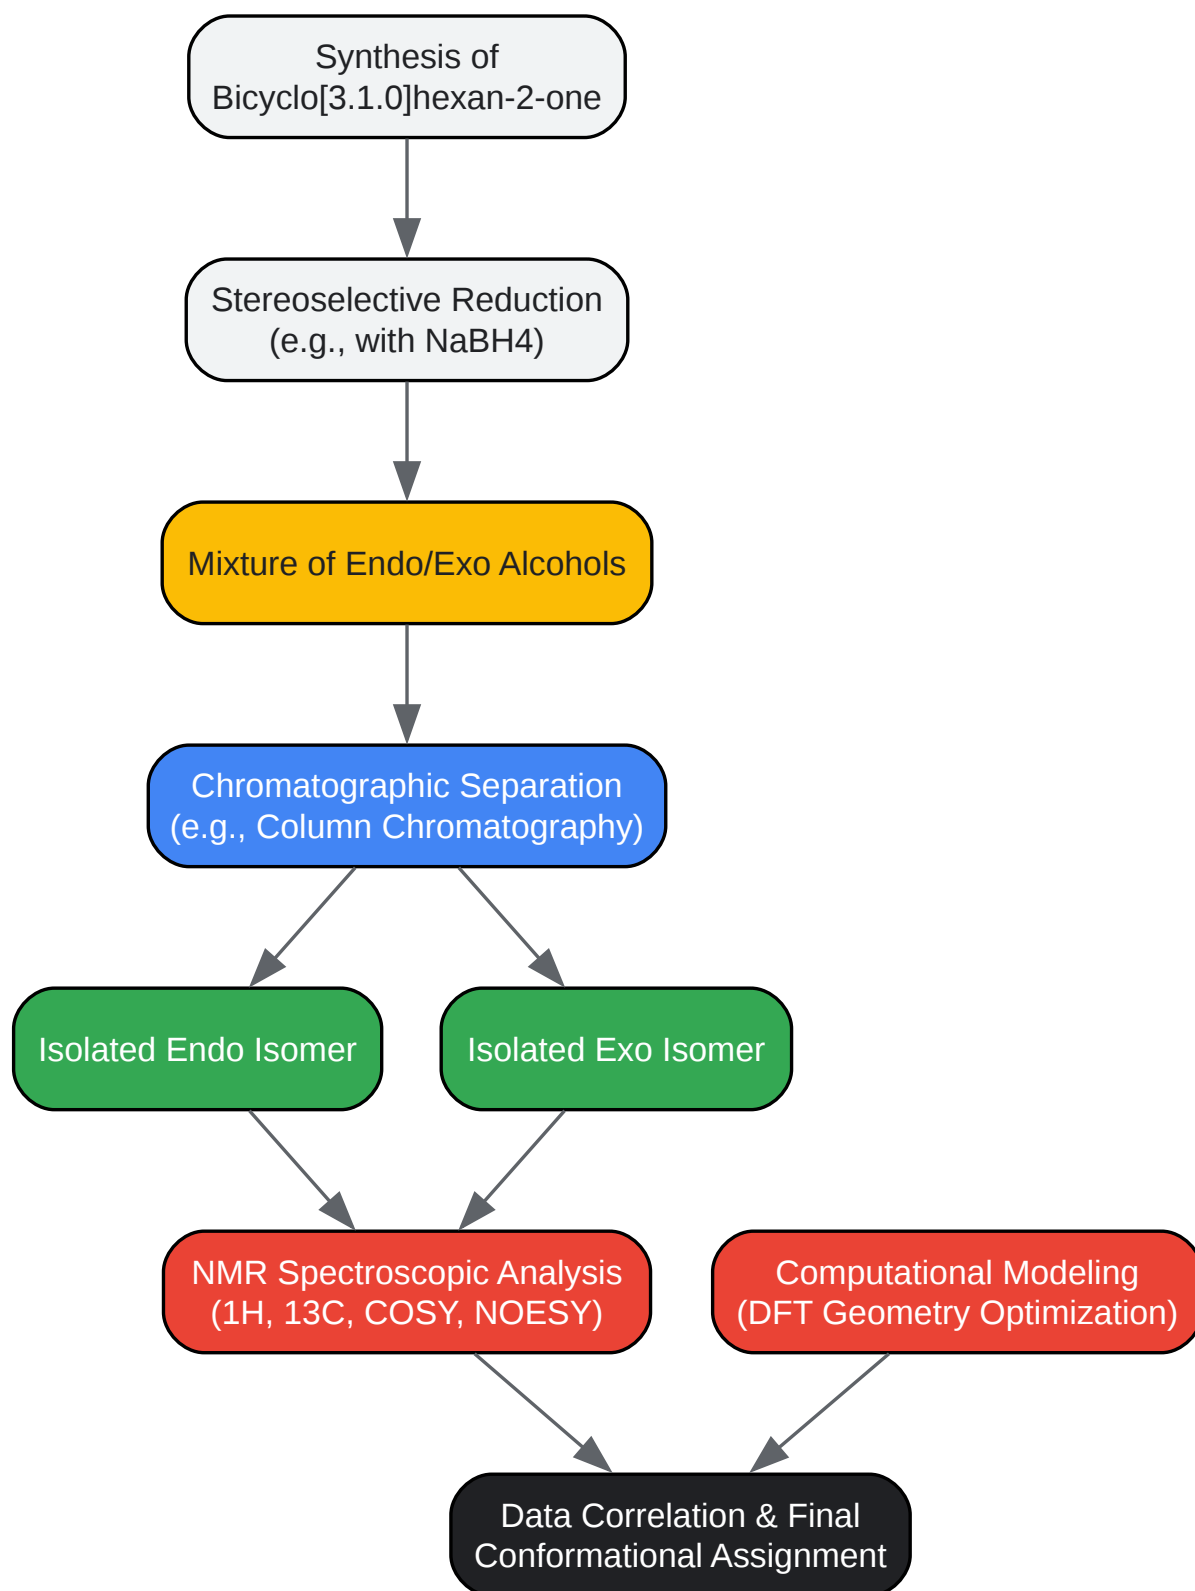 Synthesis of
Bicyclo[3.1.0]hexan-2-one
Stereoselective Reduction
(e.g., with NaBH4)
Mixture of Endo/Exo Alcohols
Chromatographic Separation
(e.g., Column Chromatography)
Isolated Endo Isomer
Isolated Exo Isomer
NMR Spectroscopic Analysis
(1H, 13C, COSY, NOESY)
Computational Modeling
(DFT Geometry Optimization)
Data Correlation & Final
Conformational Assignment